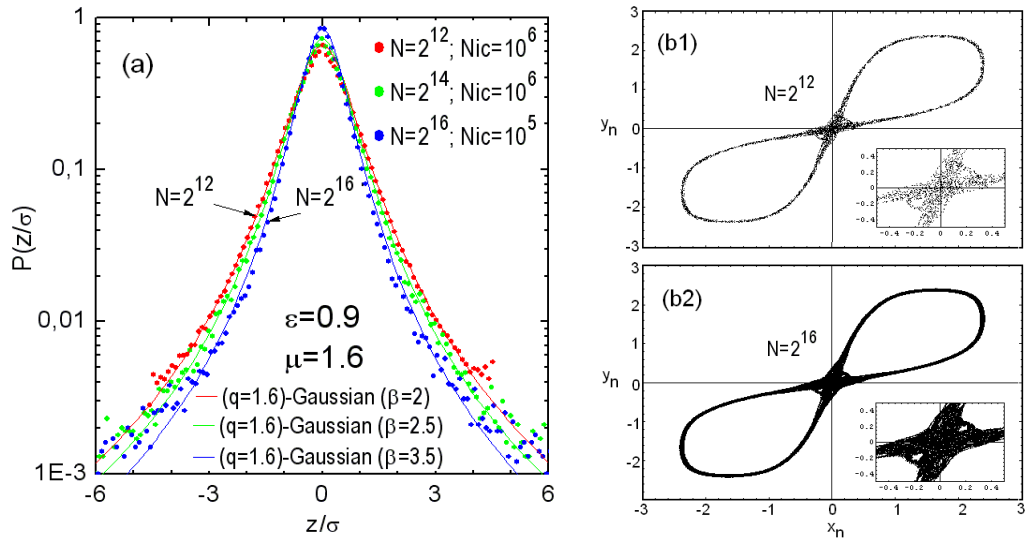 (a)
N=2^12; Nic=10^6
N=2^14; Nic=10^6
N=2^16; Nic=10^5
N=2^12
N=2^16
ε=0.9
μ=1.6
(q=1.6)-Gaussian (β=2)
(q=1.6)-Gaussian (β=2.5)
(q=1.6)-Gaussian (β=3.5)
P(z/σ)
1
0,1
0,01
1E-3
-6 -3 0 3 6
z/σ
(b1)
N=2^12
y_n
3
2
1
0
-1
-2
-3
0.4
0.2
0
-0.2
-0.4
-0.4 -0.2 0 0.2 0.4
(b2)
N=2^16
y_n
2
1
0
-1
-2
0.4
0.2
0
-0.2
-0.4
-0.4 -0.2 0 0.2 0.4
-3 -2 -1 0 1 2 3
x_n